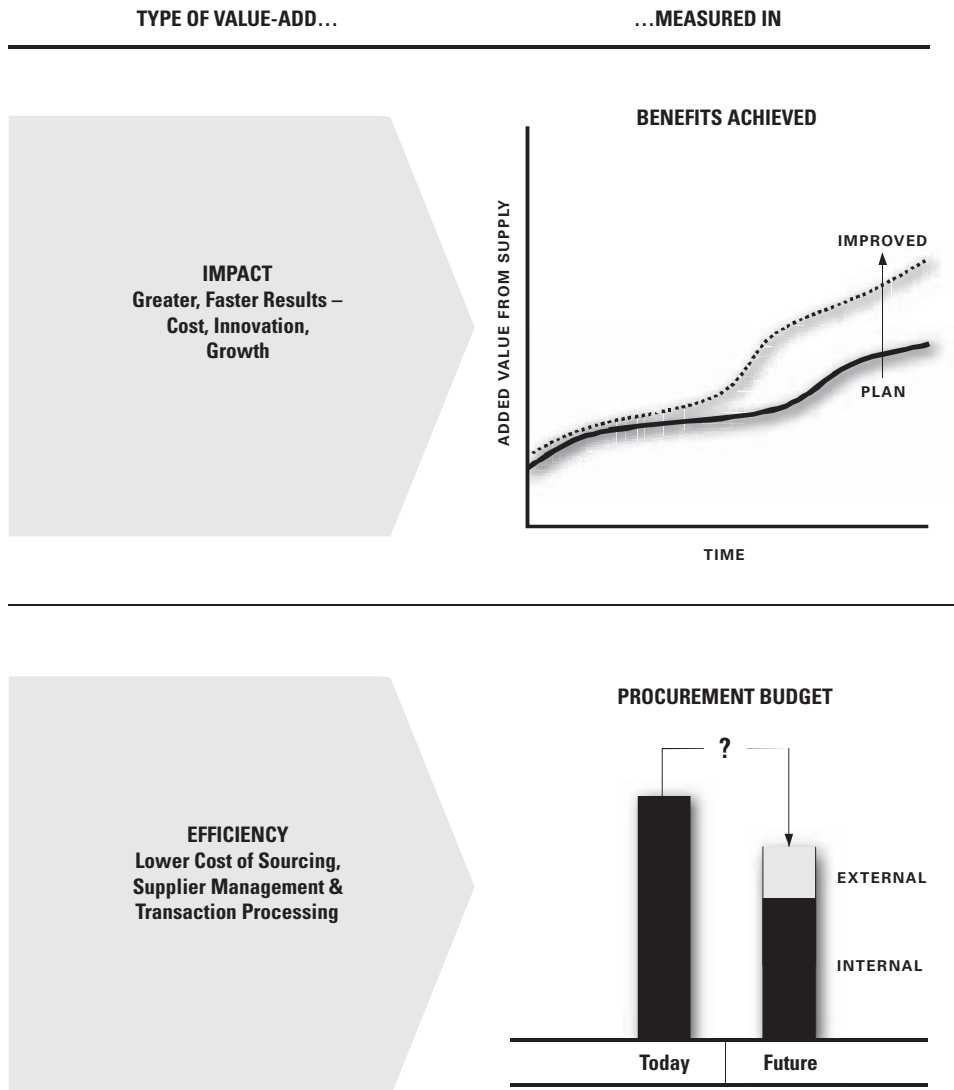 TYPE OF VALUE-ADD…
…MEASURED IN
IMPACT
Greater, Faster Results –
Cost, Innovation,
Growth
BENEFITS ACHIEVED
ADDED VALUE FROM SUPPLY
IMPROVED
PLAN
TIME
EFFICIENCY
Lower Cost of Sourcing,
Supplier Management &
Transaction Processing
PROCUREMENT BUDGET
?
EXTERNAL
INTERNAL
Today
Future